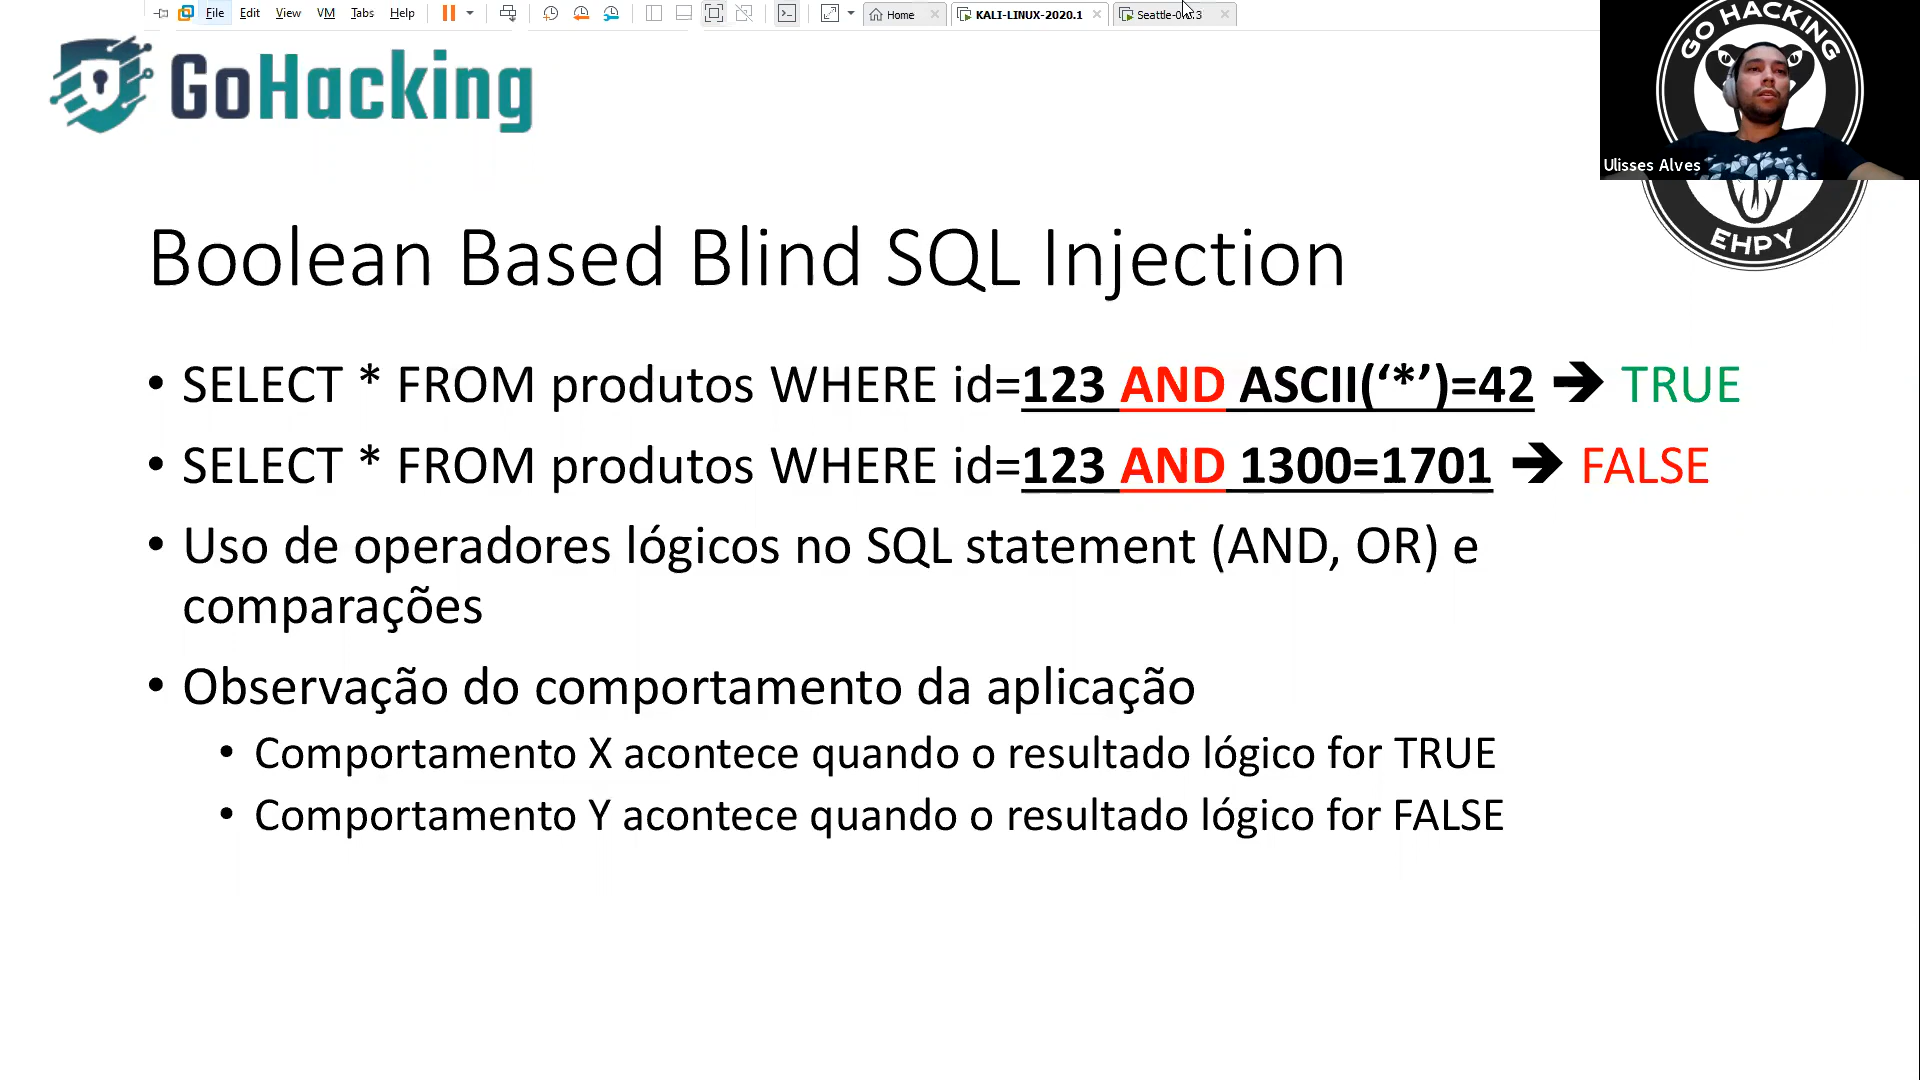 File Edit View VM Tabs Help Home KALI-LINUX-2020.1
GoHacking
GO HACKING
Ulisses Alves
EHPY
Boolean Based Blind SQL Injection
• SELECT * FROM produtos WHERE id=123 AND ASCII(‘*’)=42 ➔ TRUE
• SELECT * FROM produtos WHERE id=123 AND 1300=1701 ➔ FALSE
• Uso de operadores lógicos no SQL statement (AND, OR) e
comparações
• Observação do comportamento da aplicação
• Comportamento X acontece quando o resultado lógico for TRUE
• Comportamento Y acontece quando o resultado lógico for FALSE